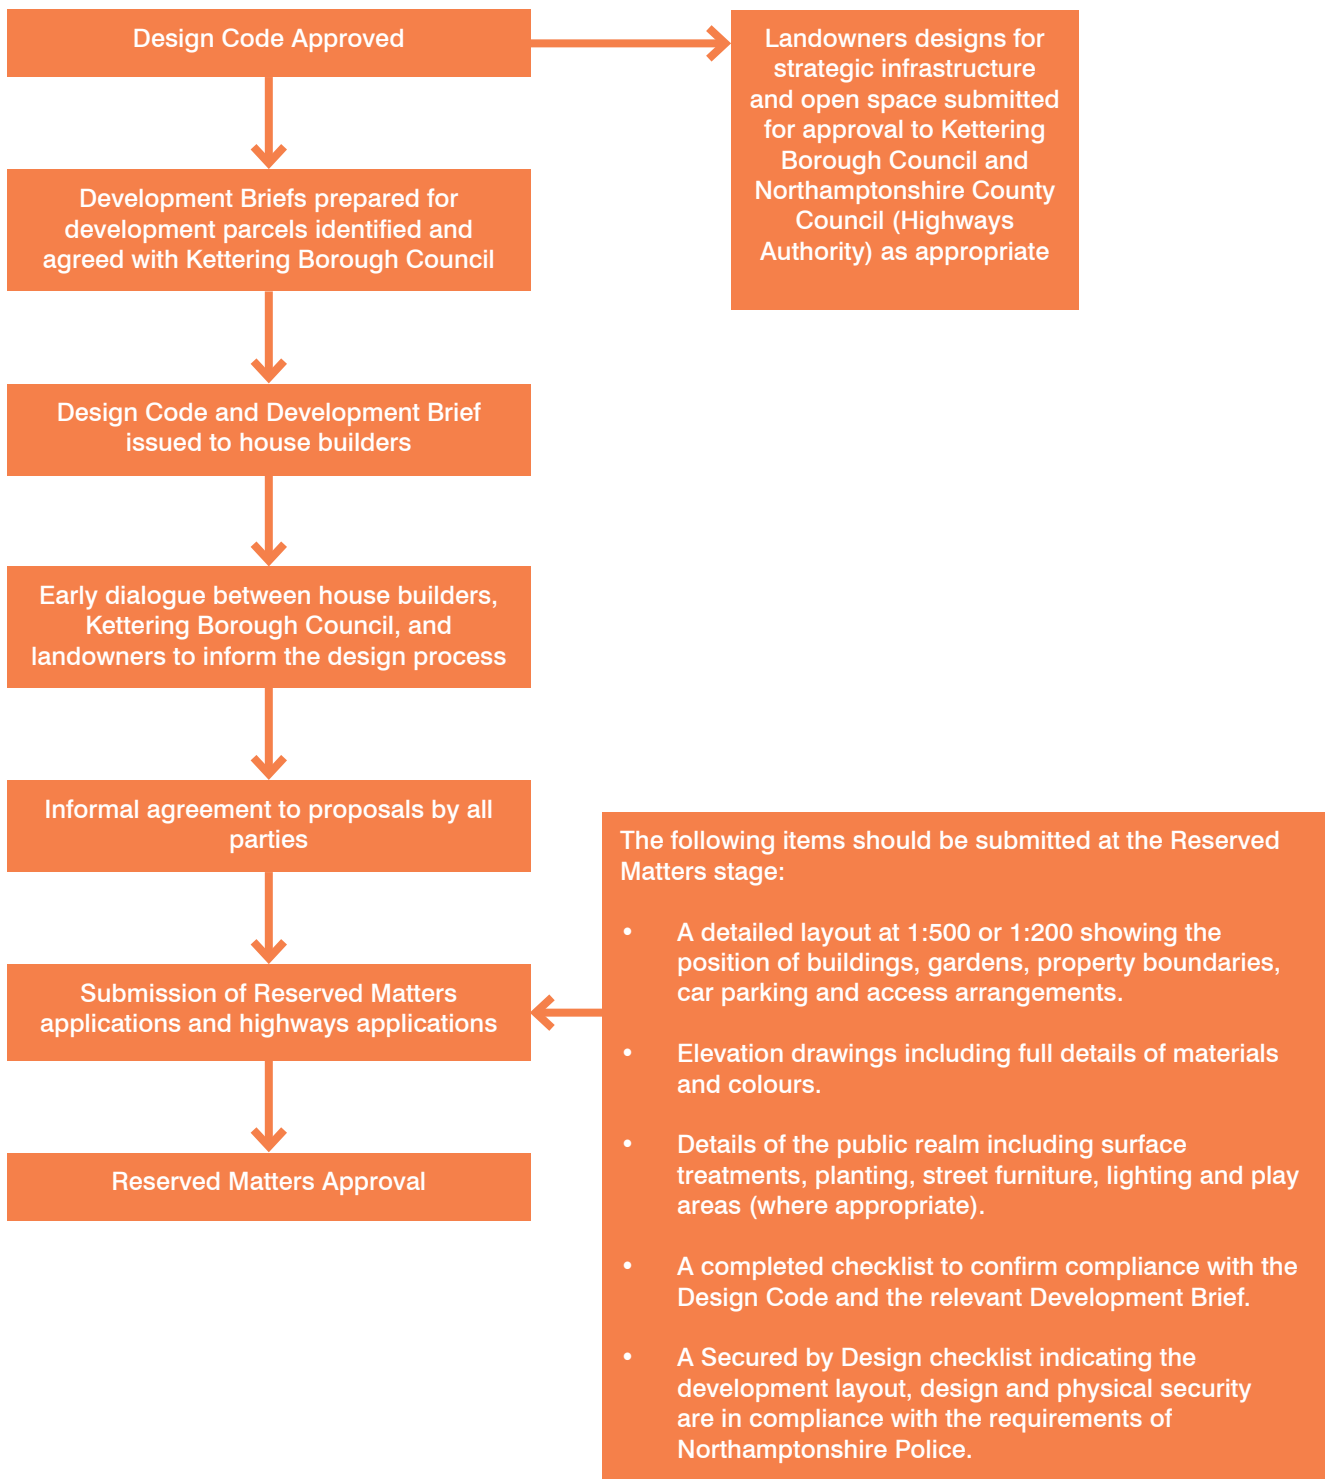 Design Code Approved
Landowners designs for
strategic infrastructure
and open space submitted
for approval to Kettering
Borough Council and
Northamptonshire County
Council (Highways
Authority) as appropriate
Development Briefs prepared for
development parcels identified and
agreed with Kettering Borough Council
Design Code and Development Brief
issued to house builders
Early dialogue between house builders,
Kettering Borough Council, and
landowners to inform the design process
Informal agreement to proposals by all
parties
Submission of Reserved Matters
applications and highways applications
Reserved Matters Approval
The following items should be submitted at the Reserved
Matters stage:
• A detailed layout at 1:500 or 1:200 showing the
position of buildings, gardens, property boundaries,
car parking and access arrangements.
• Elevation drawings including full details of materials
and colours.
• Details of the public realm including surface
treatments, planting, street furniture, lighting and play
areas (where appropriate).
• A completed checklist to confirm compliance with the
Design Code and the relevant Development Brief.
• A Secured by Design checklist indicating the
development layout, design and physical security
are in compliance with the requirements of
Northamptonshire Police.